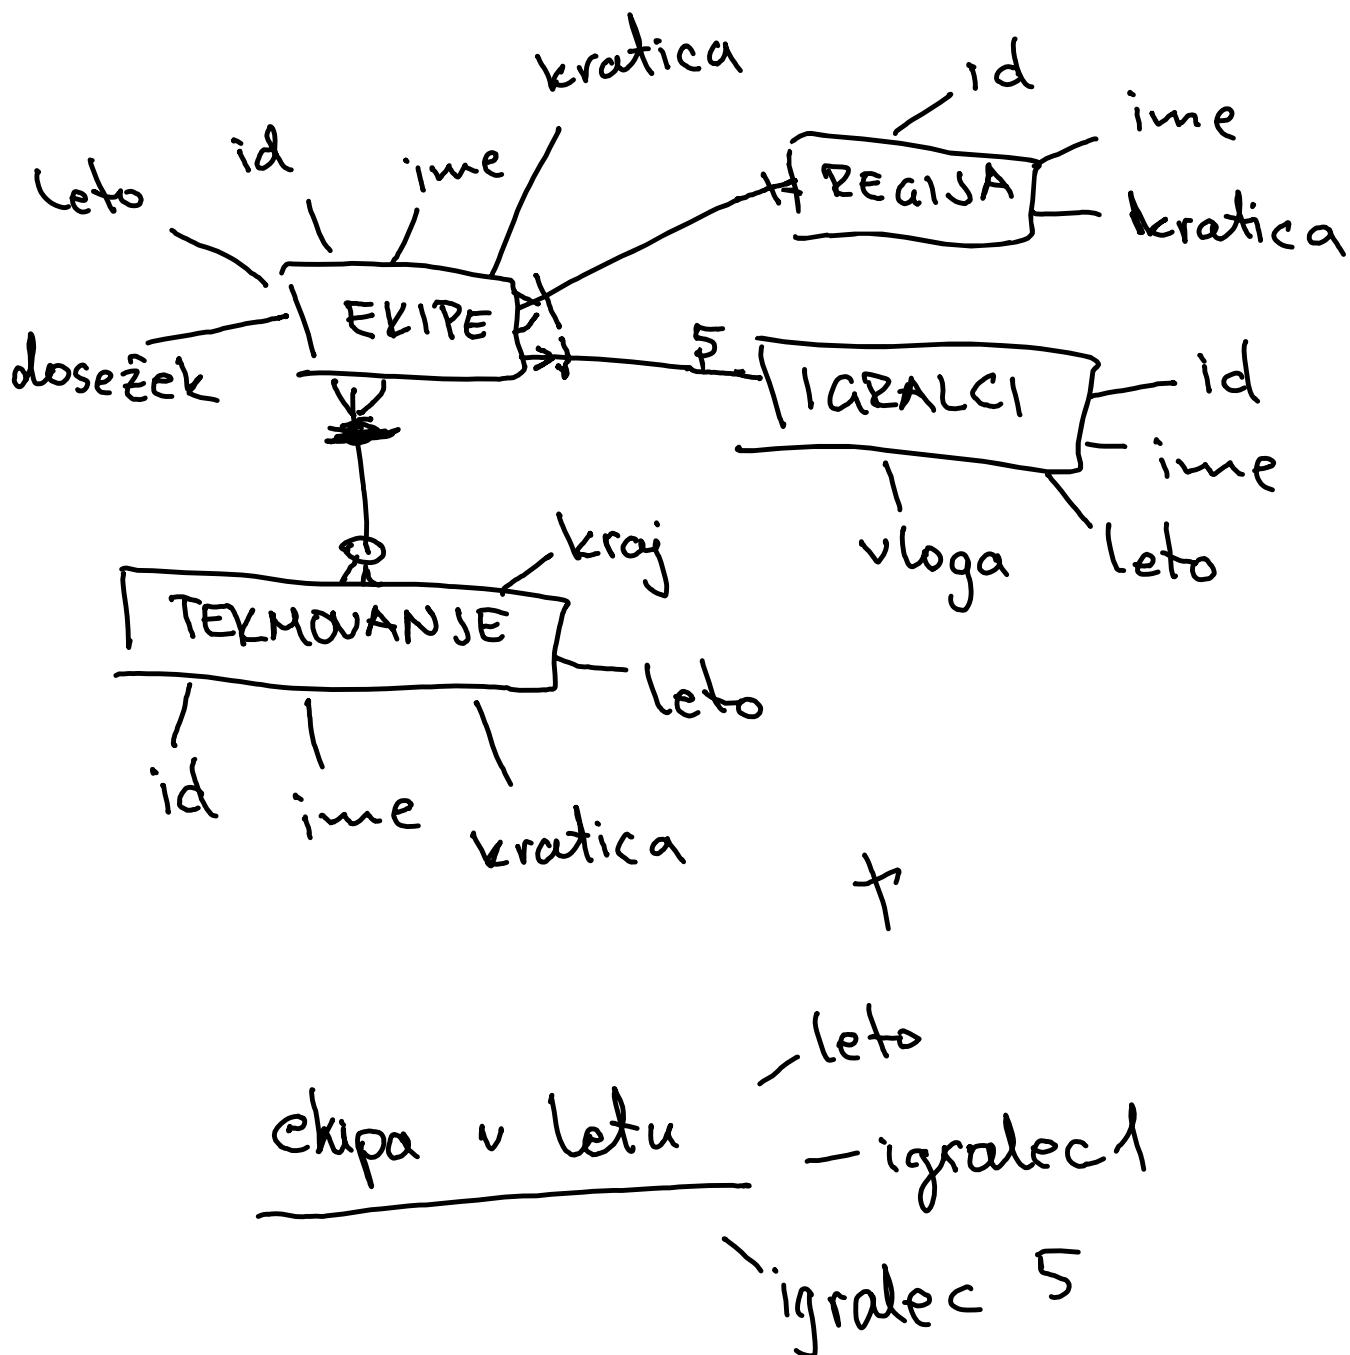 kratica
id
ime
kratica
REGIJA
leto
id
ime
EKIPE
dosežek
5
IGRALCI
id
ime
vloga
leto
kraj
TEKMOVANJE
leto
id
ime
kratica
+
leto
ekipa v letu
igralec 1
igralec 5